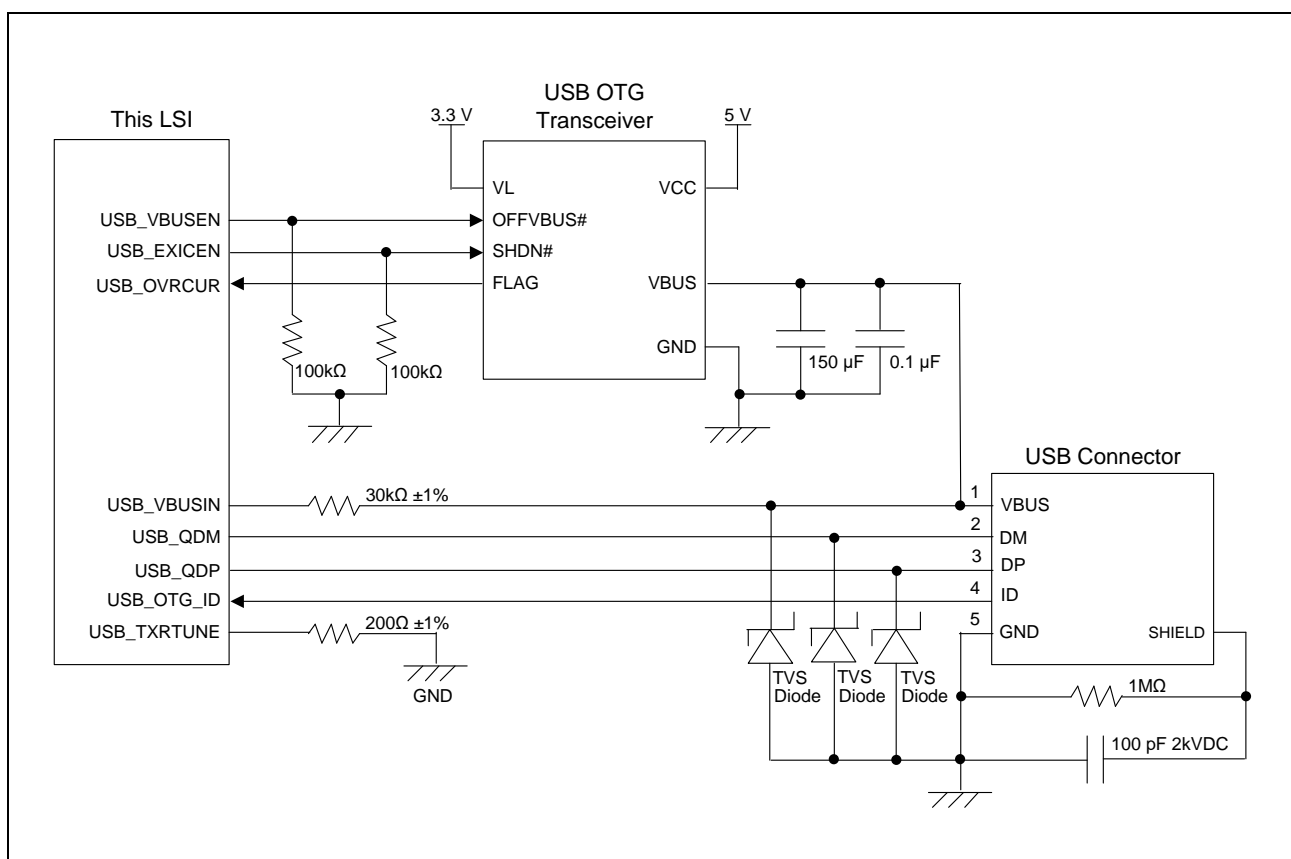 This LSI
USB_VBUSEN
USB_EXICEN
USB_OVRCUR
100kΩ
100kΩ
3.3 V
USB OTG
Transceiver
5 V
VL
OFFVBUS#
SHDN#
FLAG
VCC
VBUS
GND
150 µF
0.1 µF
USB_VBUSIN
USB_QDM
USB_QDP
USB_OTG_ID
USB_TXRTUNE
30kΩ ±1%
200Ω ±1%
GND
USB Connector
1
2
3
4
5
VBUS
DM
DP
ID
GND
SHIELD
TVS
Diode
TVS
Diode
TVS
Diode
1MΩ
100 pF 2kVDC